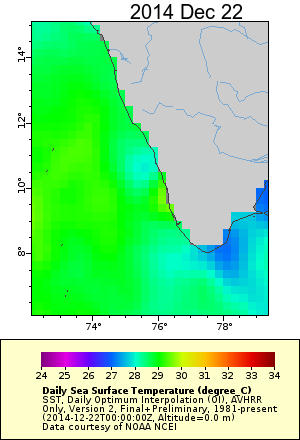 2014 Dec 22
14°
12°
10°
8°
74° 76° 78°
24 25 26 27 28 29 30 31 32 33 34
Daily Sea Surface Temperature (degree_C)
SST, Daily Optimum Interpolation (OI), AVHRR
Only, Version 2, Final+Preliminary, 1981-present
(2014-12-22T00:00:00Z, Altitude=0.0 m)
Data courtesy of NOAA NCEI